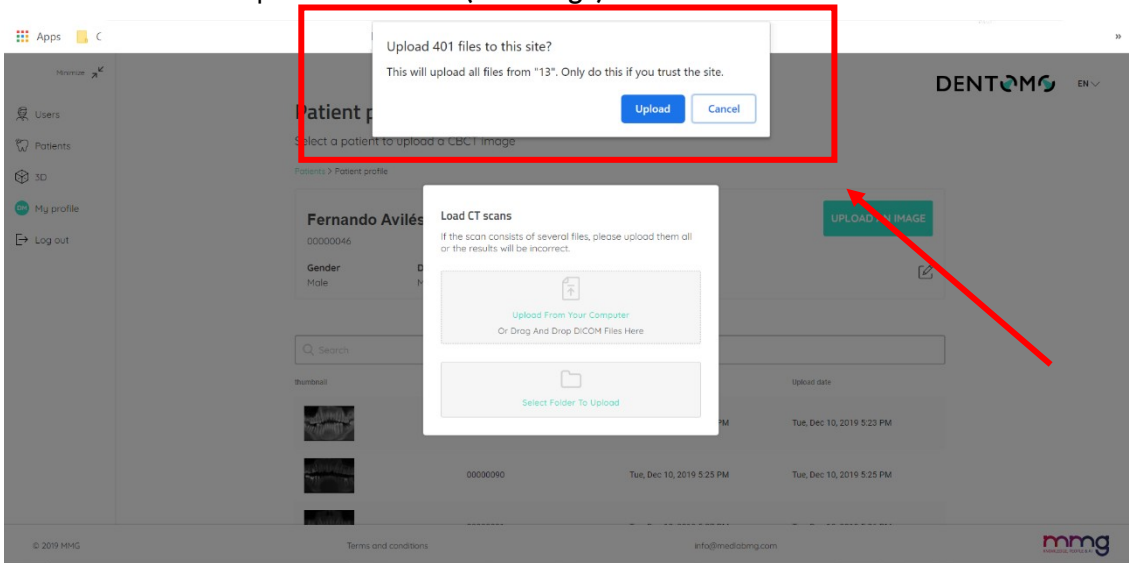 Apps
Minimize
Users
Patients
3D
My profile
Log out
Upload 401 files to this site?
This will upload all files from "13". Only do this if you trust the site.
Upload Cancel
DENTOMO EN
Patient p
Select a patient to upload a CBCT image
Patients > Patient profile
Fernando Avilés
00000046
Gender
Male
UPLOAD AN IMAGE
Load CT scans
If the scan consists of several files, please upload them all
or the results will be incorrect.
Upload From Your Computer
Or Drag And Drop DICOM Files Here
Select Folder To Upload
Search
thumbnail Upload date
PM Tue, Dec 10, 2019 5:23 PM
00000090 Tue, Dec 10, 2019 5:25 PM Tue, Dec 10, 2019 5:25 PM
© 2019 MMG Terms and conditions info@mediabmg.com mmg